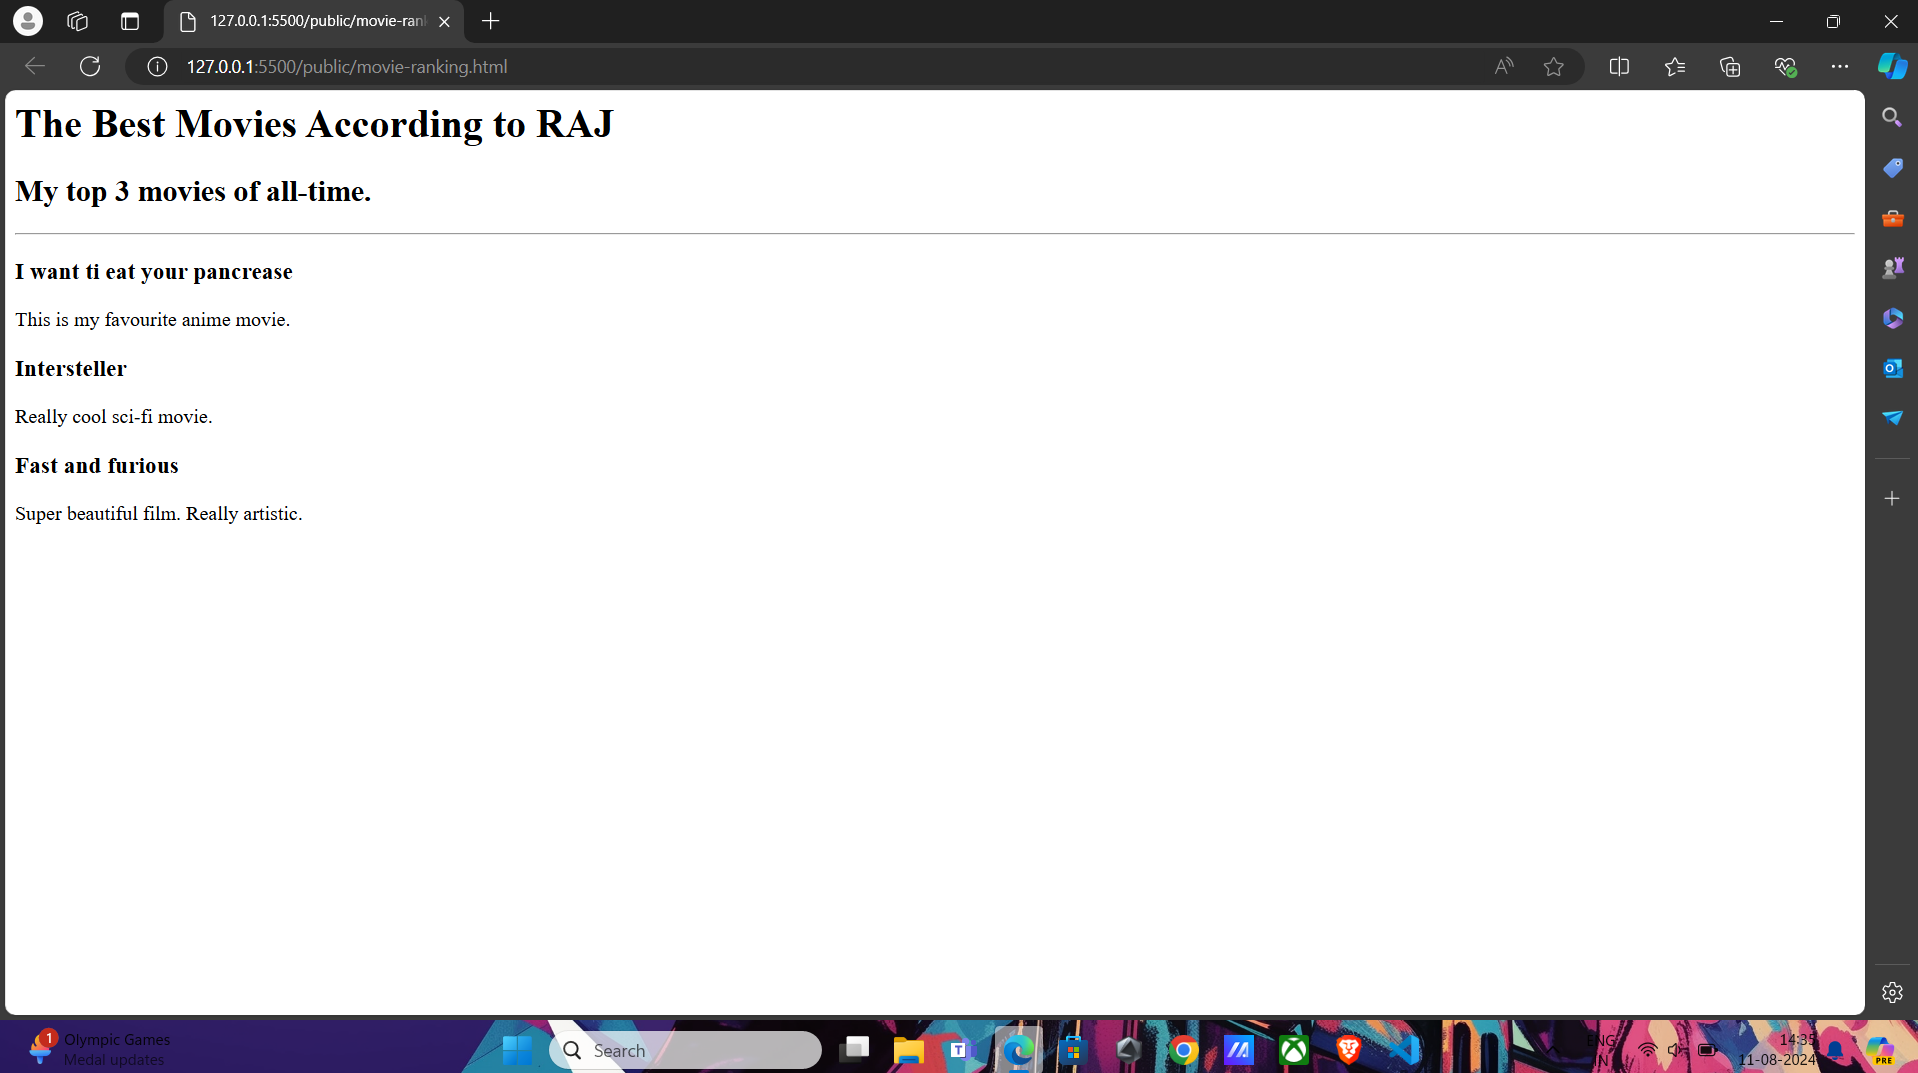 127.0.0.1:5500/public/movie-ran
127.0.0.1:5500/public/movie-ranking.html
The Best Movies According to RAJ
My top 3 movies of all-time.
I want ti eat your pancrease
This is my favourite anime movie.
Intersteller
Really cool sci-fi movie.
Fast and furious
Super beautiful film. Really artistic.
1
Olympic Games
Medal updates
Search
ENG
IN
14:35
11-08-2024
PRE